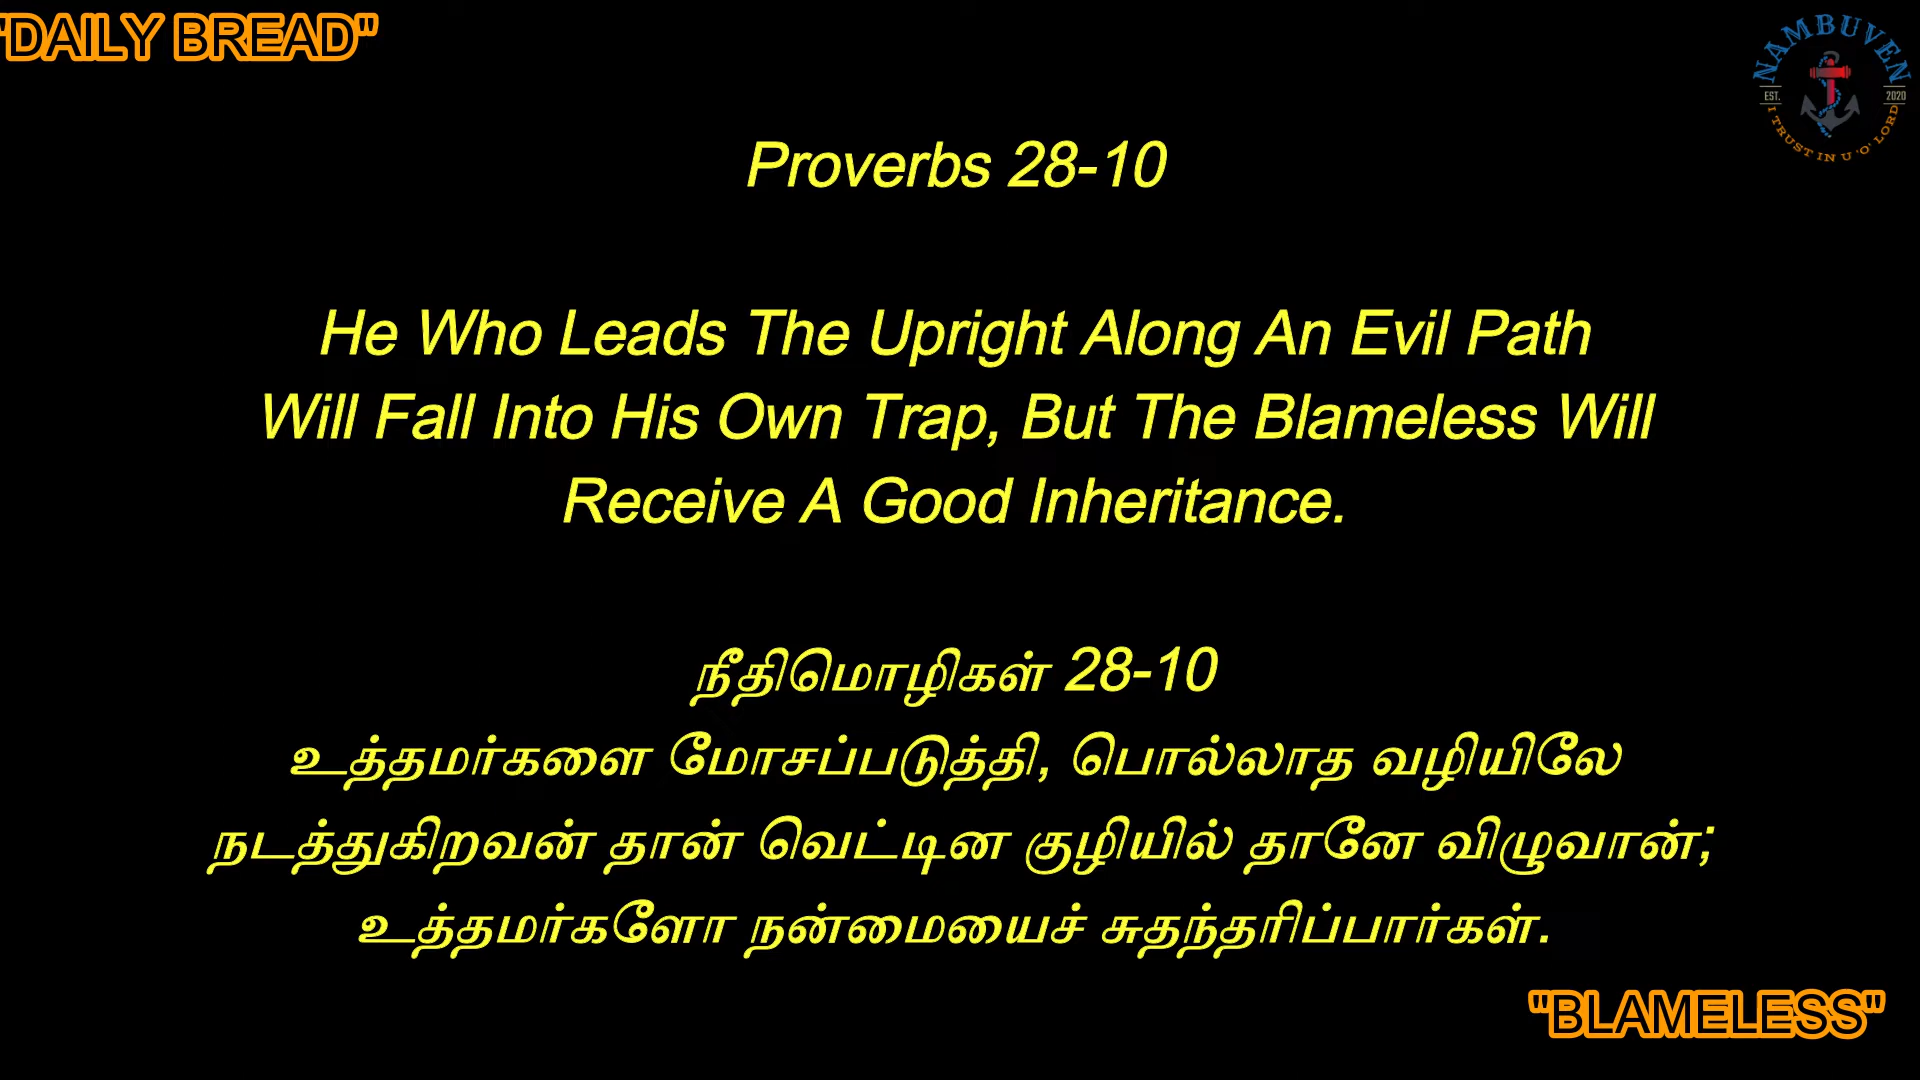 "DAILY BREAD"
NAMBUVEN
EST. 2020
I TRUST IN U 'O' LORD
Proverbs 28-10
He Who Leads The Upright Along An Evil Path
Will Fall Into His Own Trap, But The Blameless Will
Receive A Good Inheritance.
நீதிமொழிகள் 28-10
உத்தமர்களை மோசப்படுத்தி, பொல்லாத வழியிலே
நடத்துகிறவன் தான் வெட்டின குழியில் தானே விழுவான்;
உத்தமர்களோ நன்மையைச் சுதந்தரிப்பார்கள்.
"BLAMELESS"